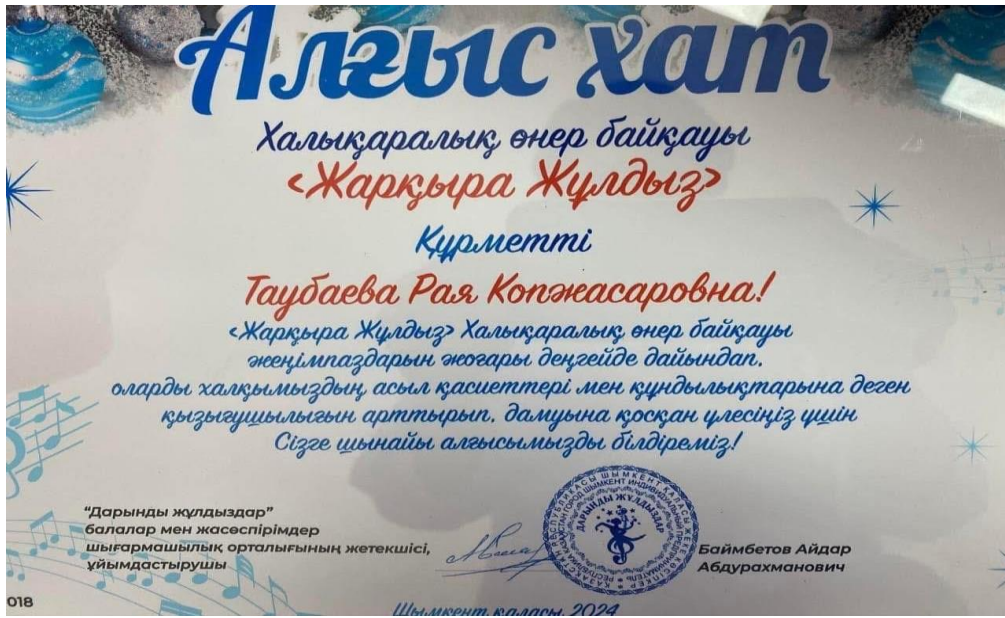 Алғыс хат
Халықаралық өнер байқауы
<Жарқыра Жұлдыз>
Құрметті
Таубаева Рая Копжасаровна!
<Жарқыра Жұлдыз> Халықаралық өнер байқауы
жеңімпаздарын жоғары деңгейде дайындап,
оларды халқымыздың асыл қасиеттері мен құндылықтарына деген
қызығушылығын арттырып, дамуына қосқан үлесіңіз үшін
Сізге шынайы алғысымызды білдіреміз!
"Дарынды жұлдыздар"
балалар мен жасөспірімдер
шығармашылық орталығының жетекшісі,
ұйымдастырушы
ДАРЫНДЫ ЖҰЛДЫЗДАР
Баймбетов Айдар
Абдурахманович
018
Шымкент қаласы, 2024